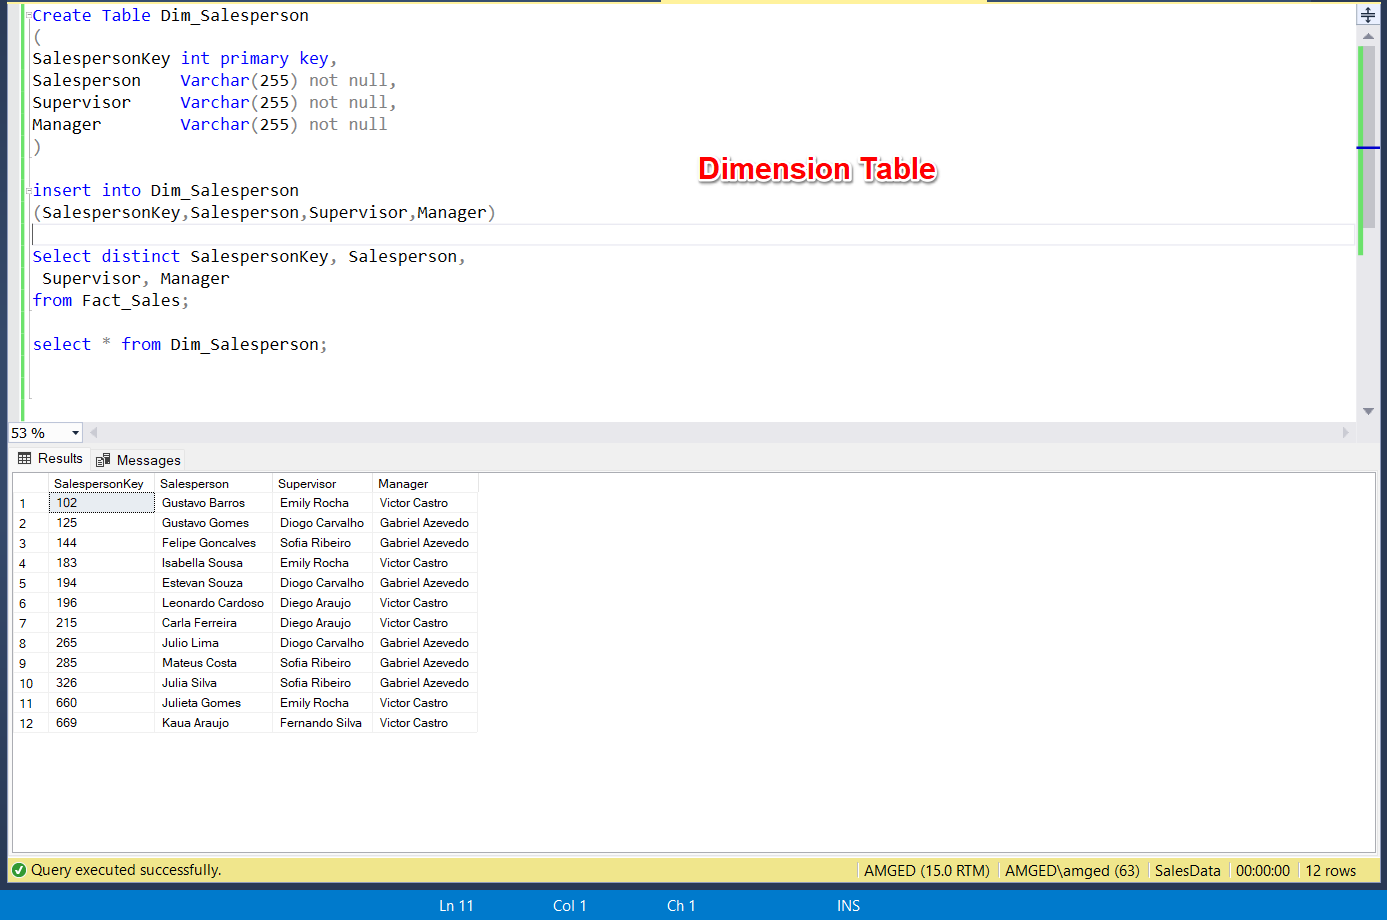 Create Table Dim_Salesperson
(
SalespersonKey int primary key,
Salesperson    Varchar(255) not null,
Supervisor     Varchar(255) not null,
Manager        Varchar(255) not null
)
Dimension Table
insert into Dim_Salesperson
(SalespersonKey,Salesperson,Supervisor,Manager)
Select distinct SalespersonKey, Salesperson,
 Supervisor, Manager
from Fact_Sales;
select * from Dim_Salesperson;
53 %
Results Messages
SalespersonKey Salesperson Supervisor Manager
1 102 Gustavo Barros Emily Rocha Victor Castro
2 125 Gustavo Gomes Diogo Carvalho Gabriel Azevedo
3 144 Felipe Goncalves Sofia Ribeiro Gabriel Azevedo
4 183 Isabella Sousa Emily Rocha Victor Castro
5 194 Estevan Souza Diogo Carvalho Gabriel Azevedo
6 196 Leonardo Cardoso Diego Araujo Victor Castro
7 215 Carla Ferreira Diego Araujo Victor Castro
8 265 Julio Lima Diogo Carvalho Gabriel Azevedo
9 285 Mateus Costa Sofia Ribeiro Gabriel Azevedo
10 326 Julia Silva Sofia Ribeiro Gabriel Azevedo
11 660 Julieta Gomes Emily Rocha Victor Castro
12 669 Kaua Araujo Fernando Silva Victor Castro
Query executed successfully. AMGED (15.0 RTM) AMGED\amged (63) SalesData 00:00:00 12 rows
Ln 11 Col 1 Ch 1 INS